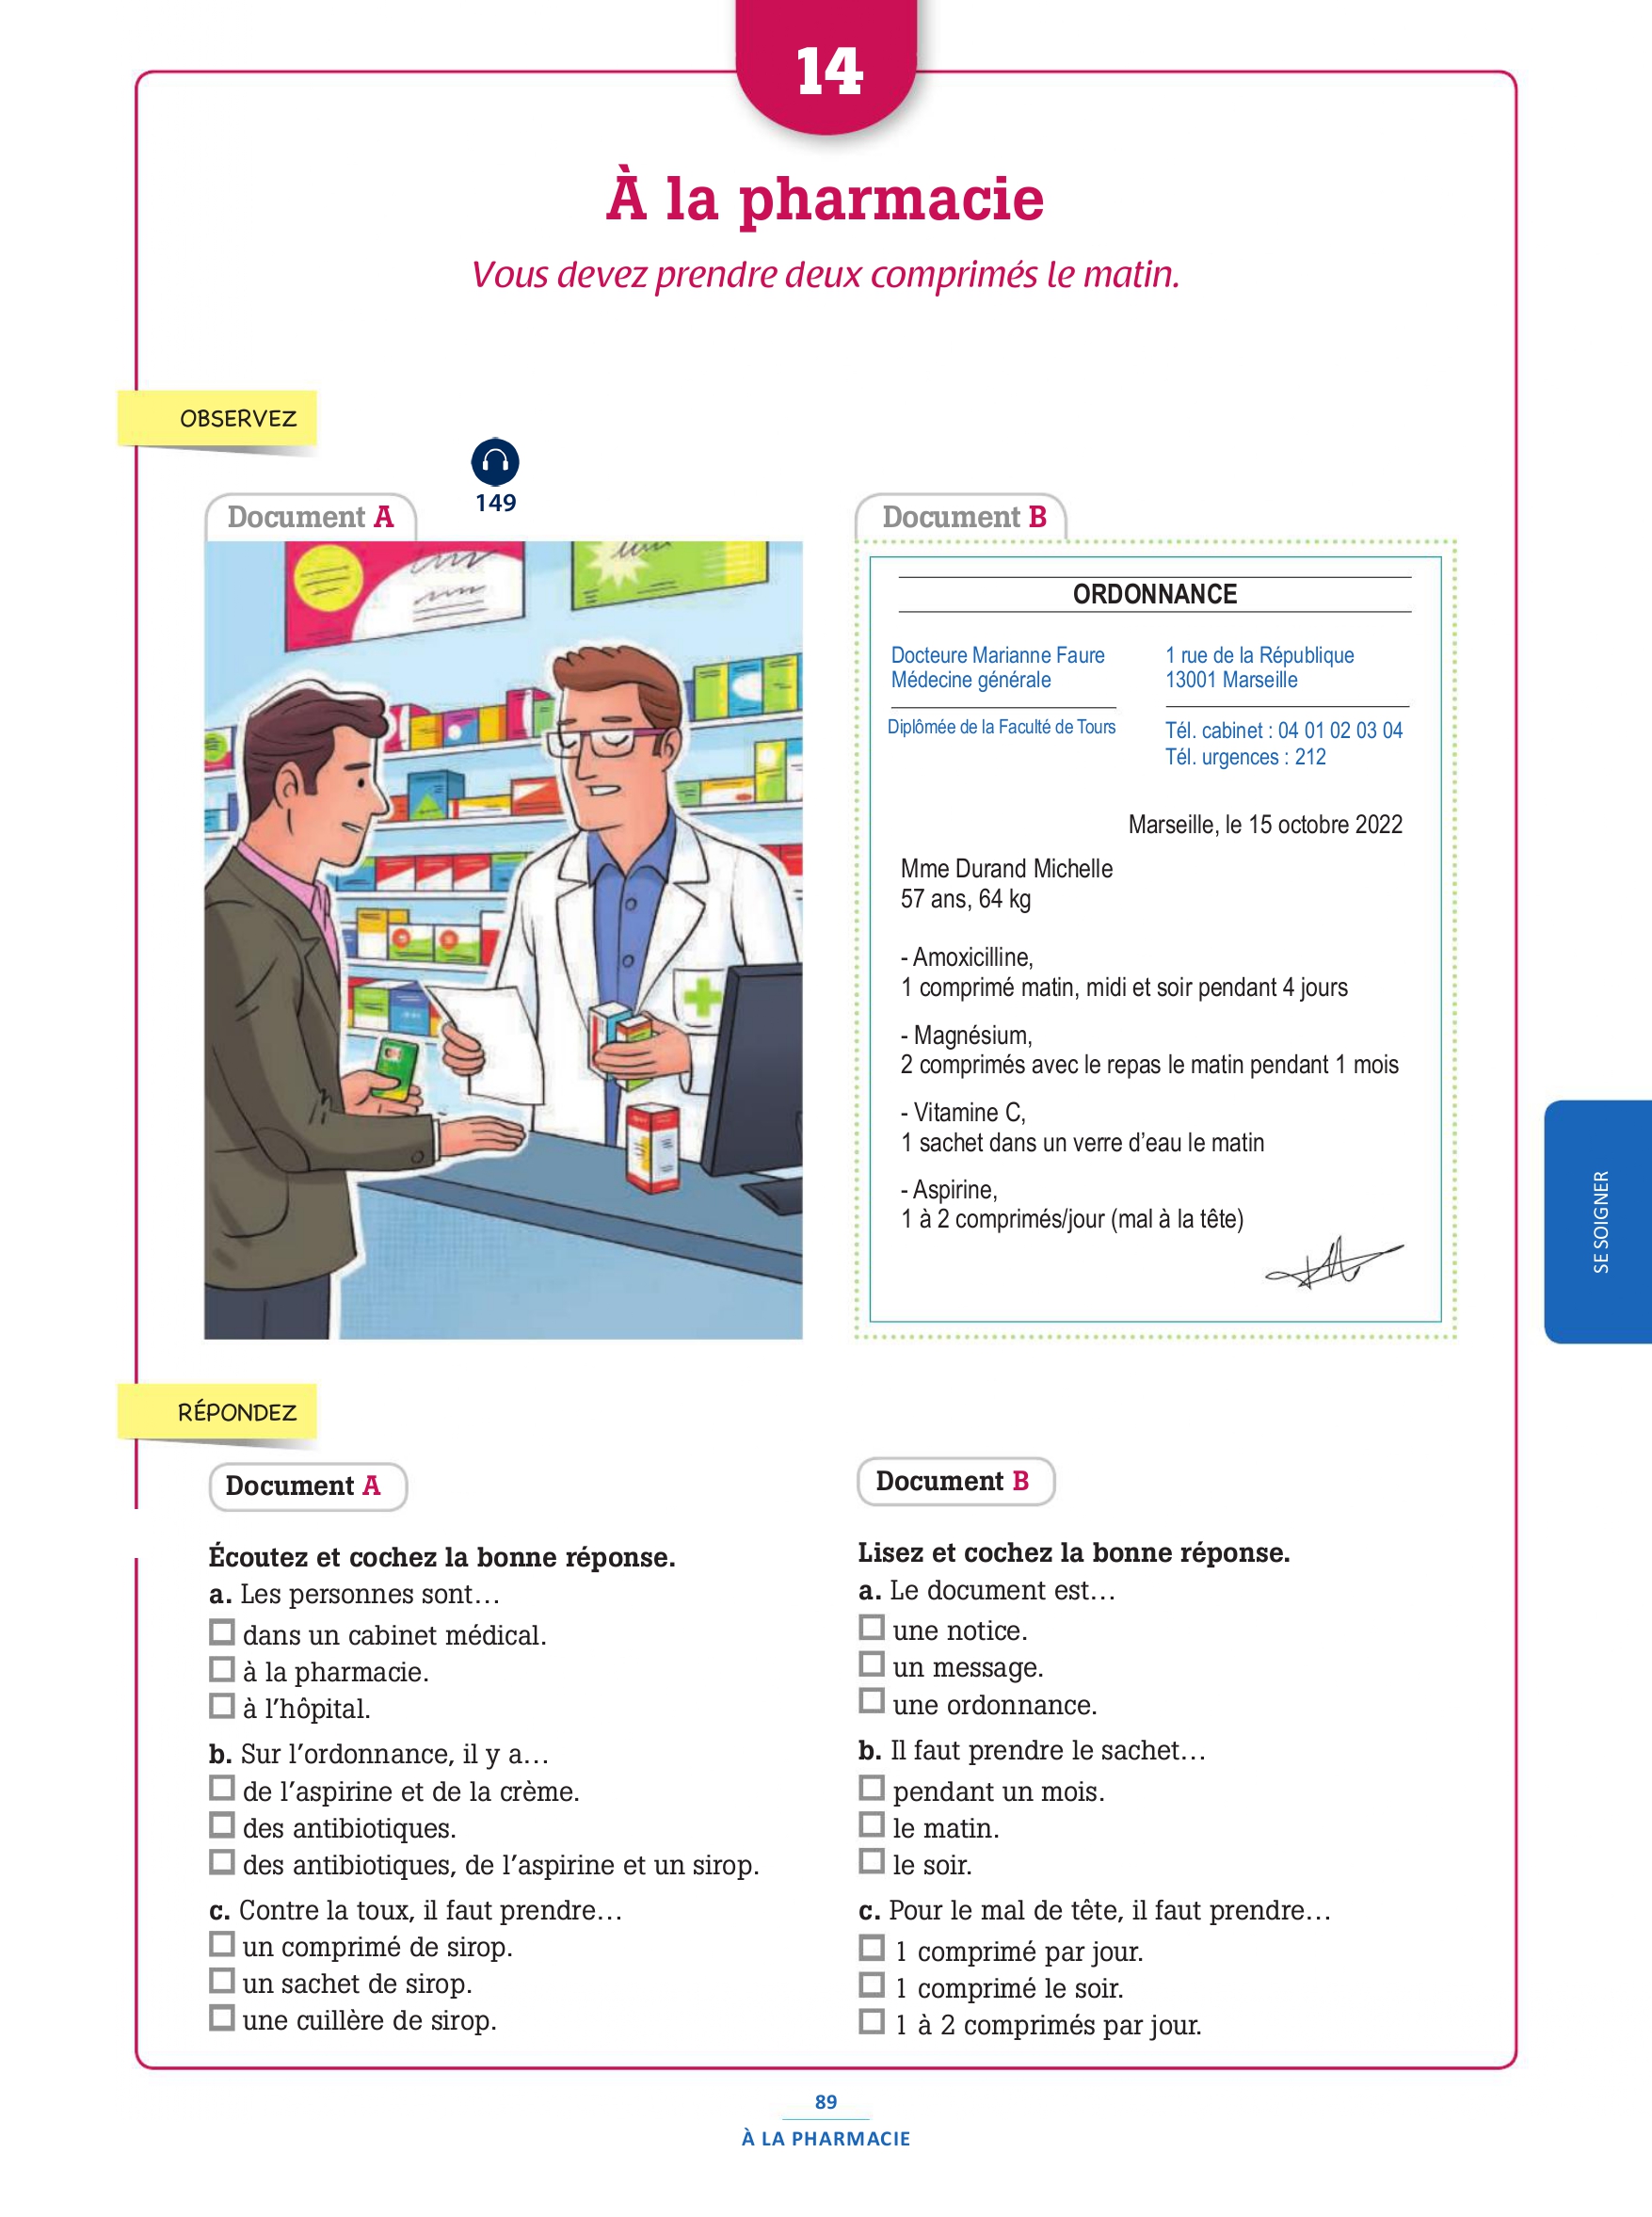 14
À la pharmacie
Vous devez prendre deux comprimés le matin.
OBSERVEZ
149
Document A
Document B
ORDONNANCE
Docteure Marianne Faure
Médecine générale
Diplômée de la Faculté de Tours
1 rue de la République
13001 Marseille
Tél. cabinet : 04 01 02 03 04
Tél. urgences : 212
Marseille, le 15 octobre 2022
Mme Durand Michelle
57 ans, 64 kg
- Amoxicilline,
1 comprimé matin, midi et soir pendant 4 jours
- Magnésium,
2 comprimés avec le repas le matin pendant 1 mois
- Vitamine C,
1 sachet dans un verre d'eau le matin
- Aspirine,
1 à 2 comprimés/jour (mal à la tête)
SE SOIGNER
RÉPONDEZ
Document A
Écoutez et cochez la bonne réponse.
a. Les personnes sont…
dans un cabinet médical.
à la pharmacie.
à l'hôpital.
b. Sur l'ordonnance, il y a…
de l'aspirine et de la crème.
des antibiotiques.
des antibiotiques, de l'aspirine et un sirop.
c. Contre la toux, il faut prendre…
un comprimé de sirop.
un sachet de sirop.
une cuillère de sirop.
Document B
Lisez et cochez la bonne réponse.
a. Le document est…
une notice.
un message.
une ordonnance.
b. Il faut prendre le sachet…
pendant un mois.
le matin.
le soir.
c. Pour le mal de tête, il faut prendre…
1 comprimé par jour.
1 comprimé le soir.
1 à 2 comprimés par jour.
89
À LA PHARMACIE